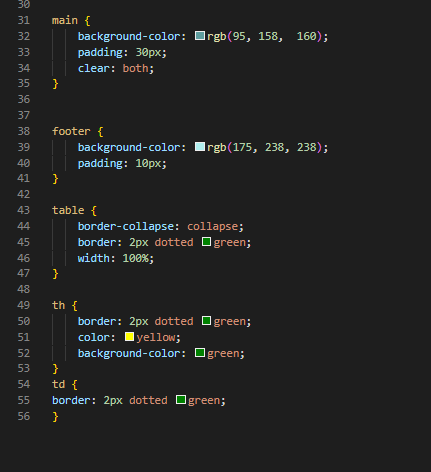 30
31 main {
32 background-color: rgb(95, 158,  160);
33 padding: 30px;
34 clear: both;
35 }
36
37
38 footer {
39 background-color: rgb(175, 238, 238);
40 padding: 10px;
41 }
42
43 table {
44 border-collapse: collapse;
45 border: 2px dotted green;
46 width: 100%;
47 }
48
49 th {
50 border: 2px dotted green;
51 color: yellow;
52 background-color: green;
53 }
54 td {
55 border: 2px dotted green;
56 }